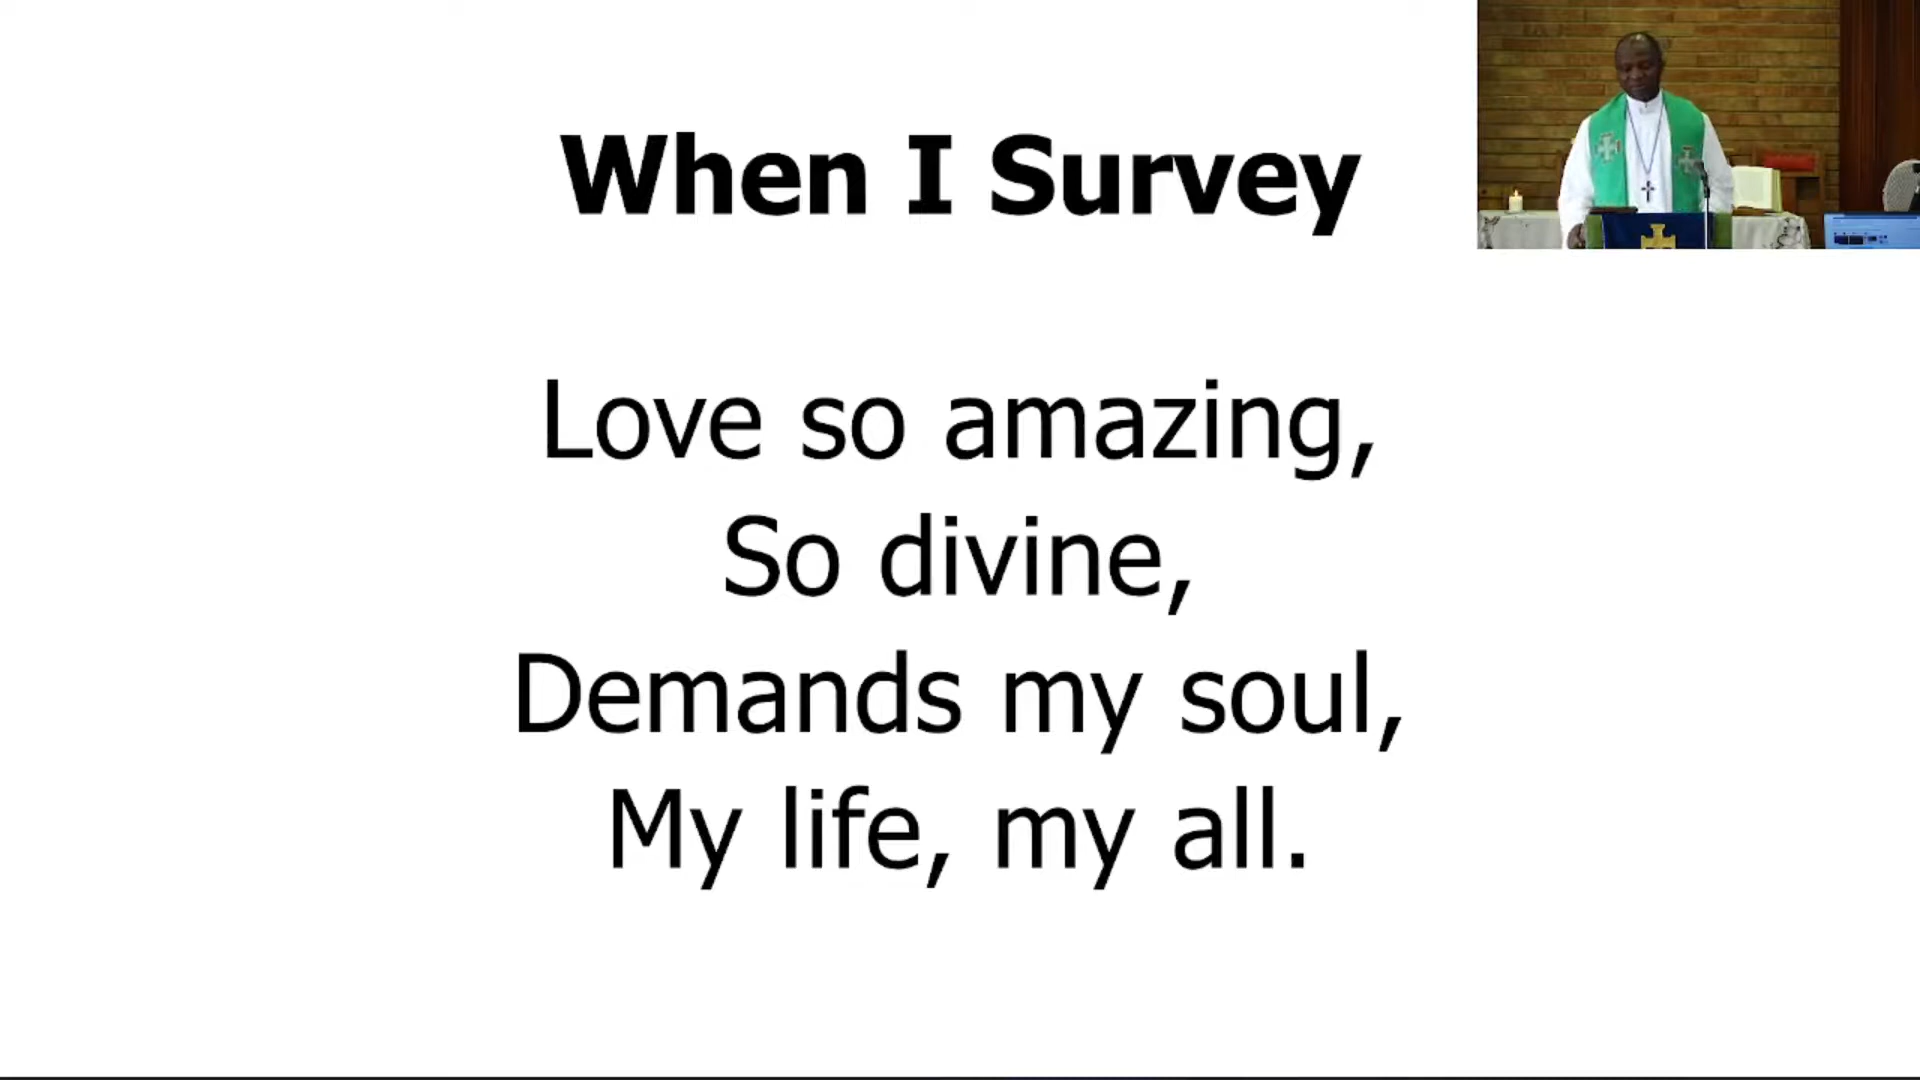 When I Survey
Love so amazing,
So divine,
Demands my soul,
My life, my all.